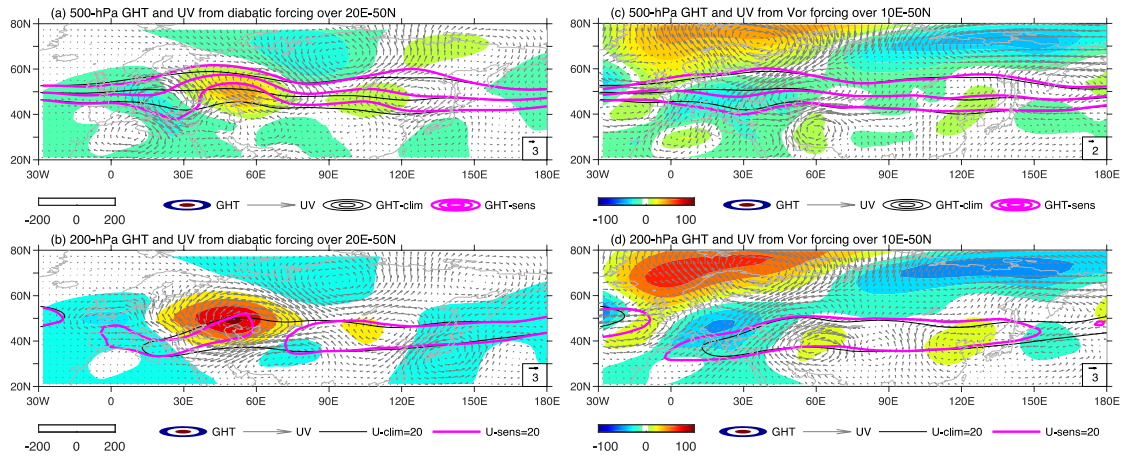 (a) 500-hPa GHT and UV from diabatic forcing over 20E-50N
80N
60N
40N
20N
30W 0 30E 60E 90E 120E 150E 180E
3
-200 0 200
GHT UV GHT-clim GHT-sens
(b) 200-hPa GHT and UV from diabatic forcing over 20E-50N
80N
60N
40N
20N
30W 0 30E 60E 90E 120E 150E 180E
3
-200 0 200
GHT UV U-clim=20 U-sens=20
(c) 500-hPa GHT and UV from Vor forcing over 10E-50N
80N
60N
40N
20N
30W 0 30E 60E 90E 120E 150E 180E
2
-100 0 100
GHT UV GHT-clim GHT-sens
(d) 200-hPa GHT and UV from Vor forcing over 10E-50N
80N
60N
40N
20N
30W 0 30E 60E 90E 120E 150E 180E
3
-100 0 100
GHT UV U-clim=20 U-sens=20